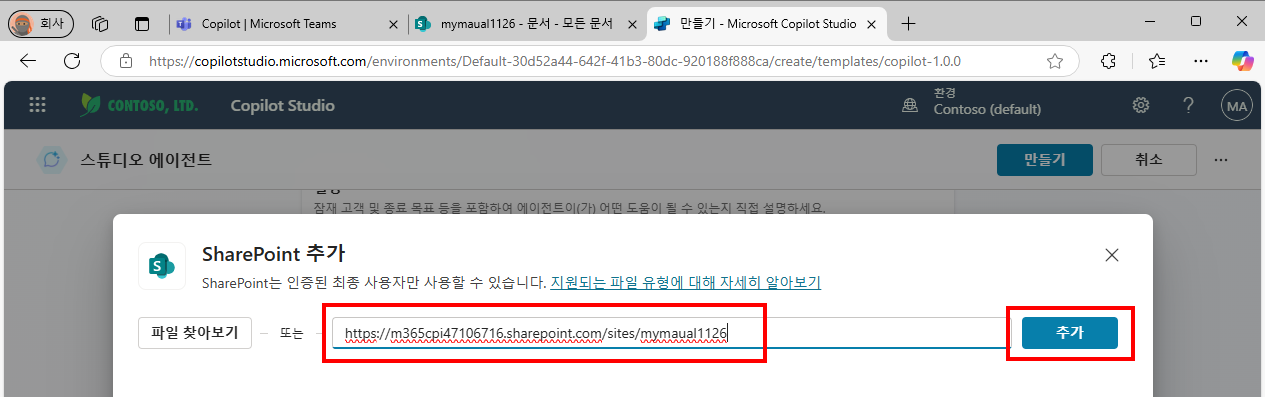 회사
Copilot | Microsoft Teams
mymaual1126 - 문서 - 모든 문서
만들기 - Microsoft Copilot Studio
https://copilotstudio.microsoft.com/environments/Default-30d52a44-642f-41b3-80dc-920188f888ca/create/templates/copilot-1.0.0
CONTOSO, LTD.
Copilot Studio
환경
Contoso (default)
?
MA
스튜디오 에이전트
만들기
취소
잠재 고객 및 종료 목표 등을 포함하여 에이전트이(가) 어떤 도움이 될 수 있는지 직접 설명하세요.
SharePoint 추가
SharePoint는 인증된 최종 사용자만 사용할 수 있습니다. 지원되는 파일 유형에 대해 자세히 알아보기
파일 찾아보기
또는
https://m365cpi47106716.sharepoint.com/sites/mymaual1126
추가